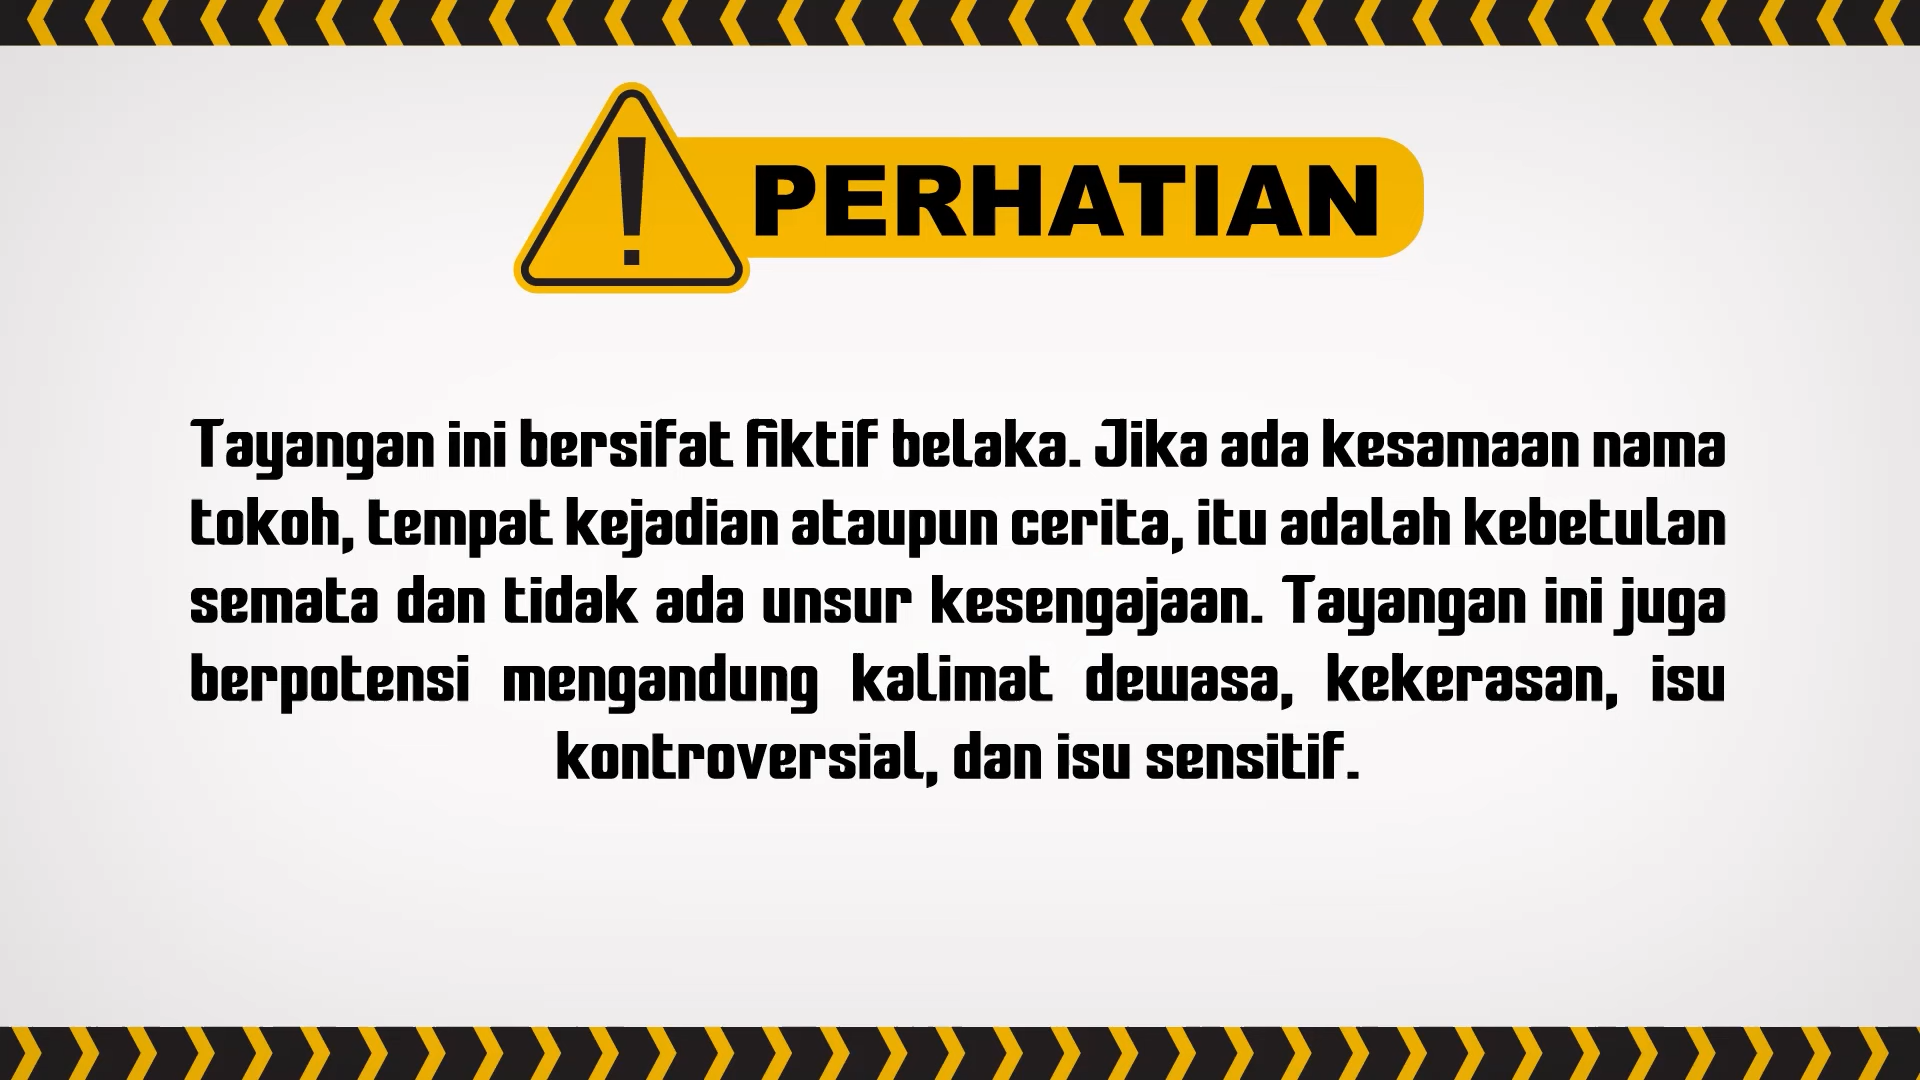 PERHATIAN
Tayangan ini bersifat fiktif belaka. Jika ada kesamaan nama
tokoh, tempat kejadian ataupun cerita, itu adalah kebetulan
semata dan tidak ada unsur kesengajaan. Tayangan ini juga
berpotensi mengandung kalimat dewasa, kekerasan, isu
kontroversial, dan isu sensitif.